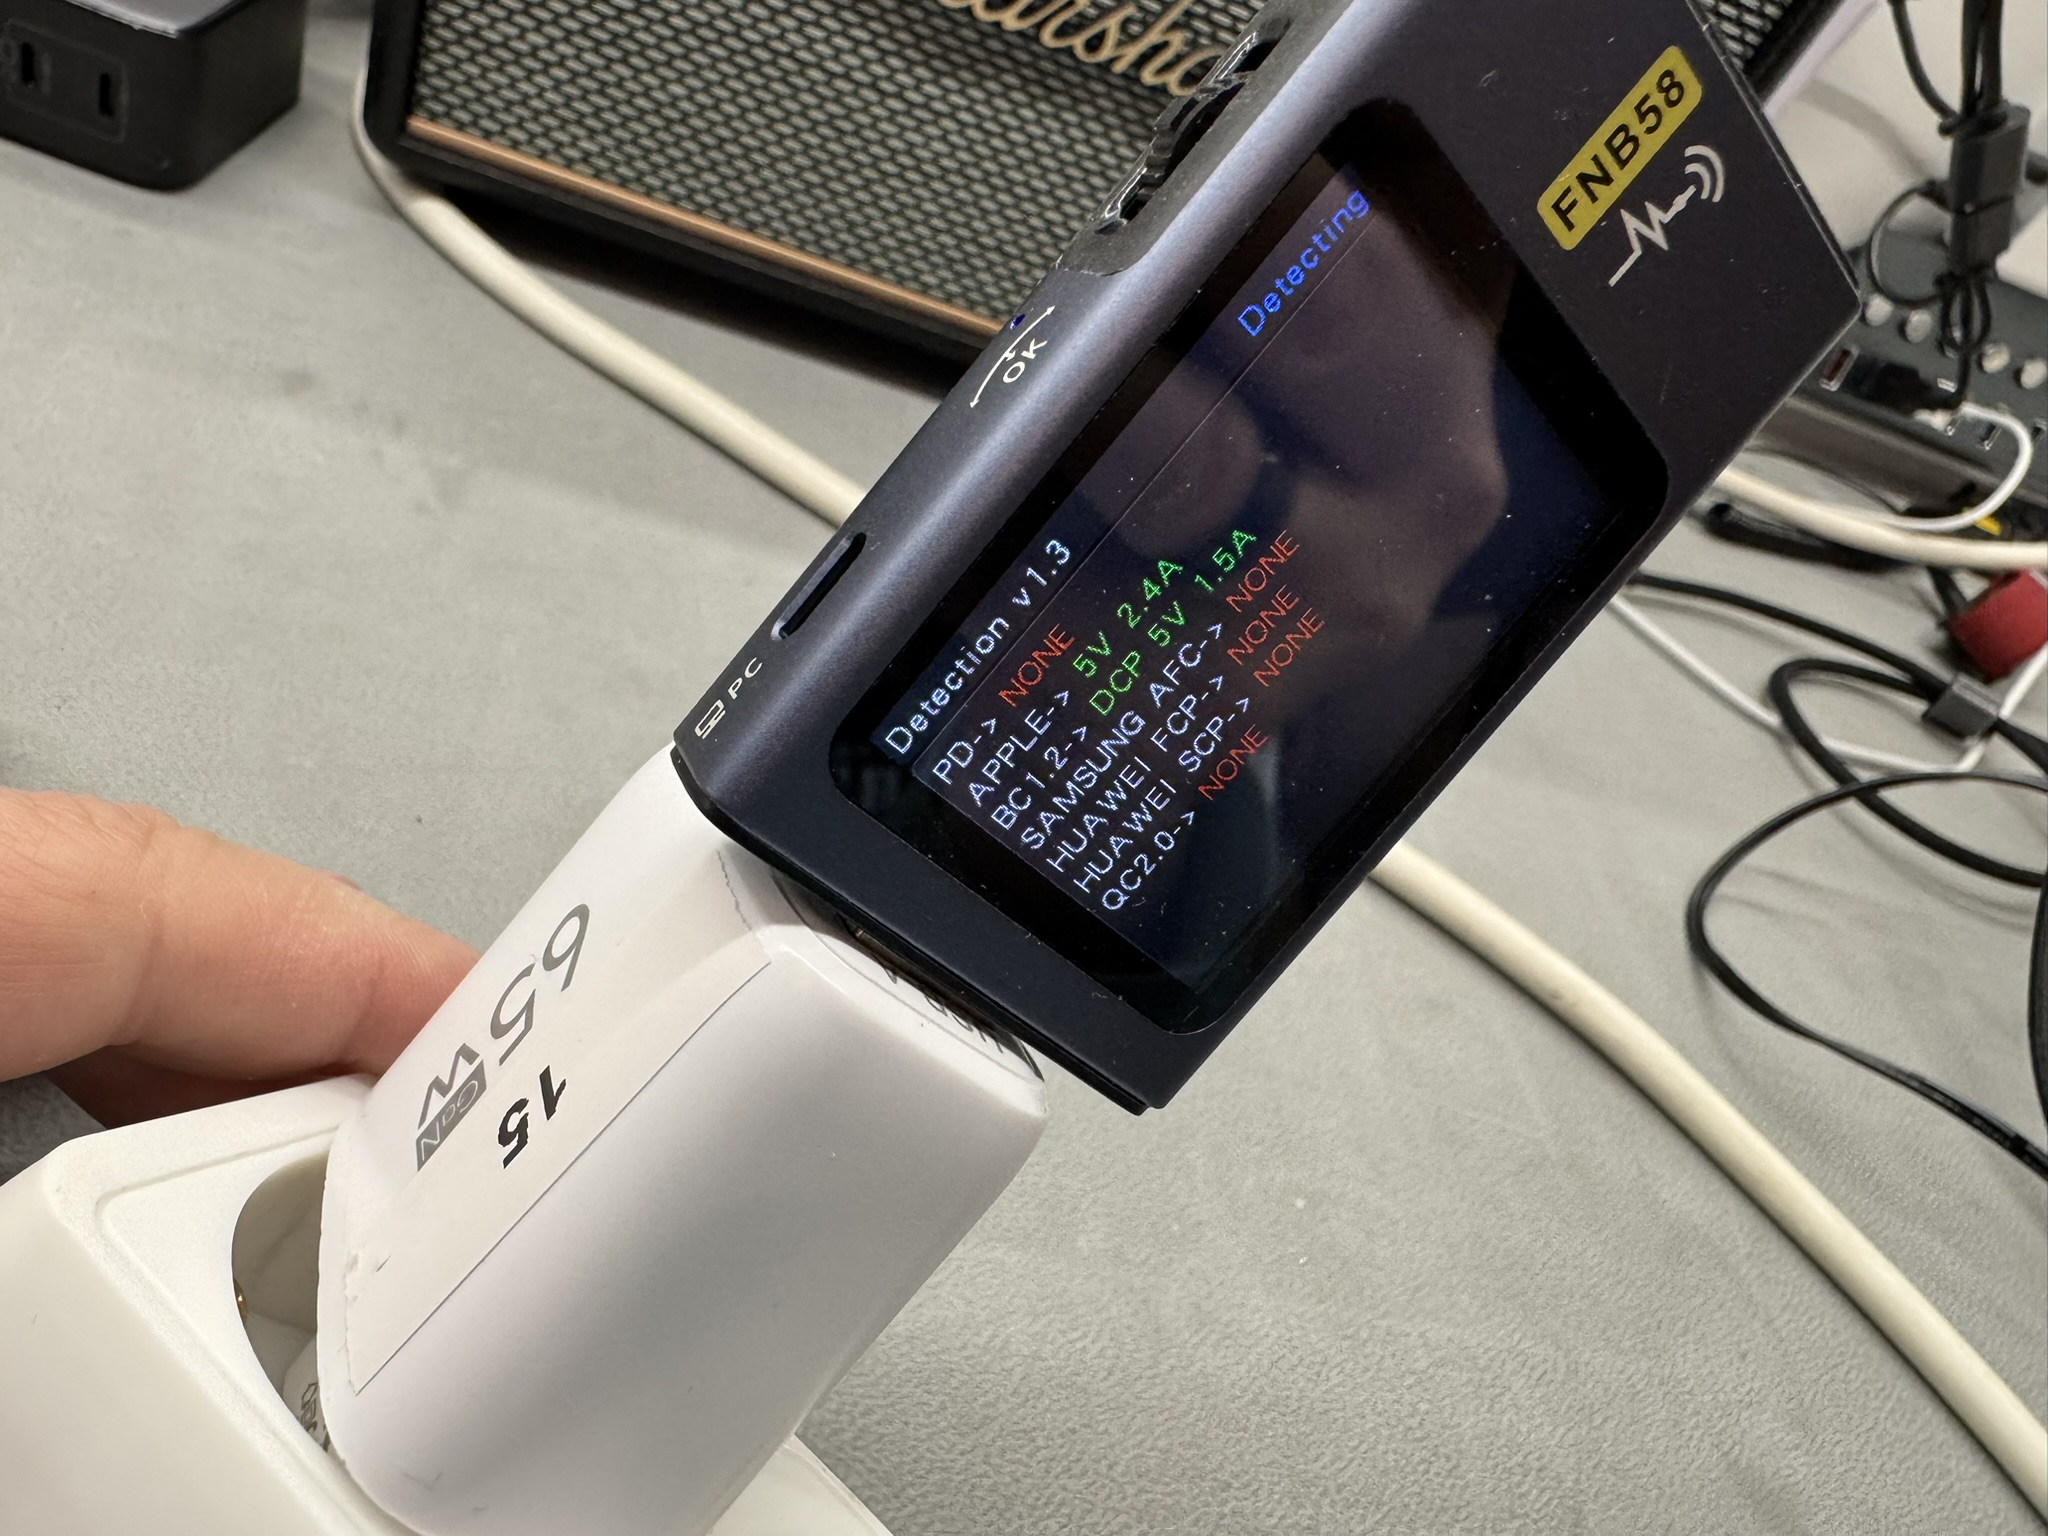 FNB58
OK
PC
Detection v1.3
Detecting
PD-> NONE
APPLE-> 5V 2.4A
BC1.2-> DCP 5V 1.5A
SAMSUNG AFC-> NONE
HUAWEI FCP-> NONE
HUAWEI SCP-> NONE
QC2.0-> NONE
65W
GaN
15